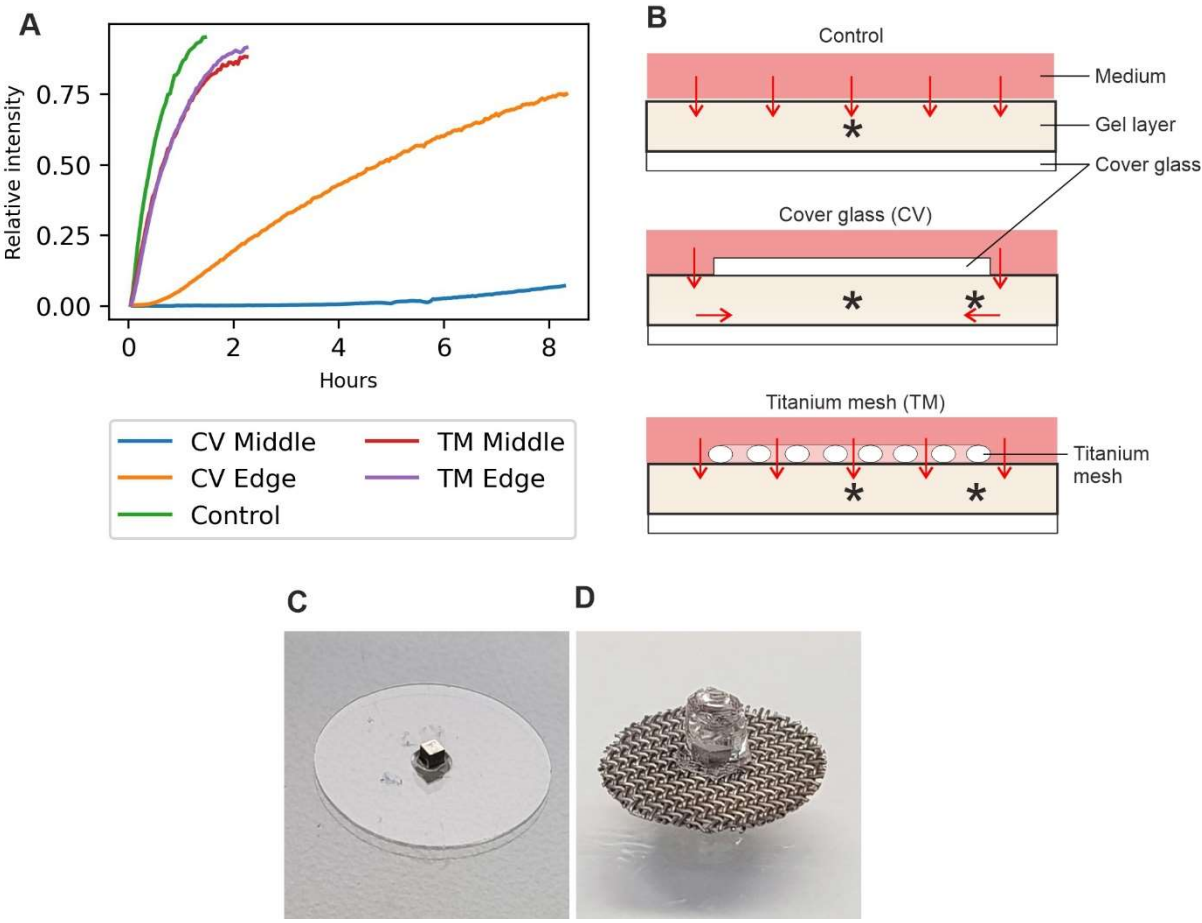 A
Relative intensity
0.75
0.50
0.25
0.00
0
2
4
6
8
Hours
CV Middle
CV Edge
Control
TM Middle
TM Edge
B
Control
Medium
Gel layer
Cover glass
Cover glass (CV)
*
* *
Titanium mesh (TM)
Titanium
mesh
* *
C
D